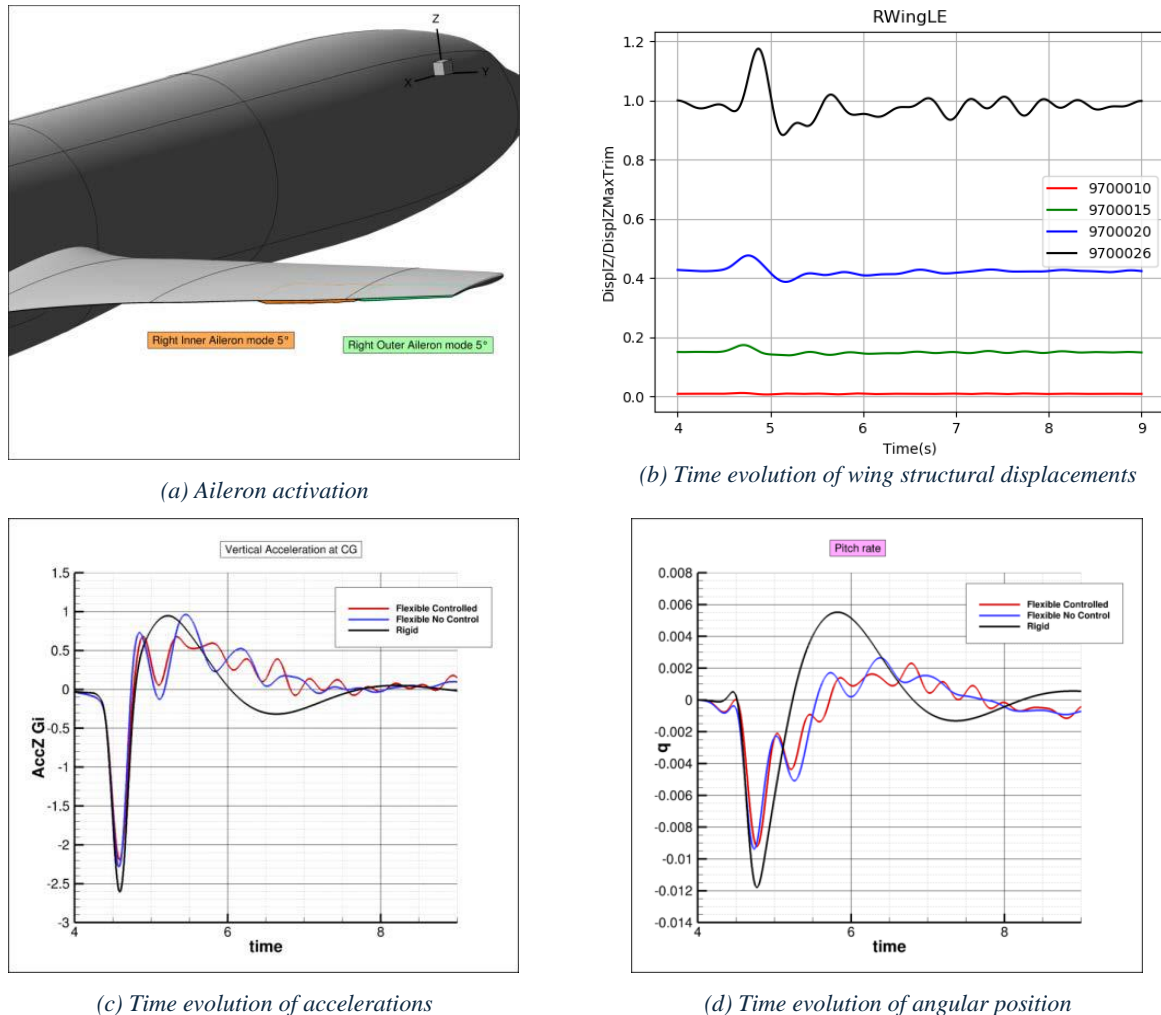 Z
X
Y
Right Inner Aileron mode 5°
Right Outer Aileron mode 5°
(a) Aileron activation
RWingLE
1.2
1.0
0.8
0.6
0.4
0.2
0.0
DisplZ/DisplZMaxTrim
9700010
9700015
9700020
9700026
4 5 6 7 8 9
Time(s)
(b) Time evolution of wing structural displacements
Vertical Acceleration at CG
1.5
1
0.5
0
-0.5
-1
-1.5
-2
-2.5
-3
AccZ Gi
Flexible Controlled
Flexible No Control
Rigid
4 6 8
time
(c) Time evolution of accelerations
Pitch rate
0.008
0.006
0.004
0.002
0
-0.002
-0.004
-0.006
-0.008
-0.01
-0.012
-0.014
q
Flexible Controlled
Flexible No Control
Rigid
4 6 8
time
(d) Time evolution of angular position